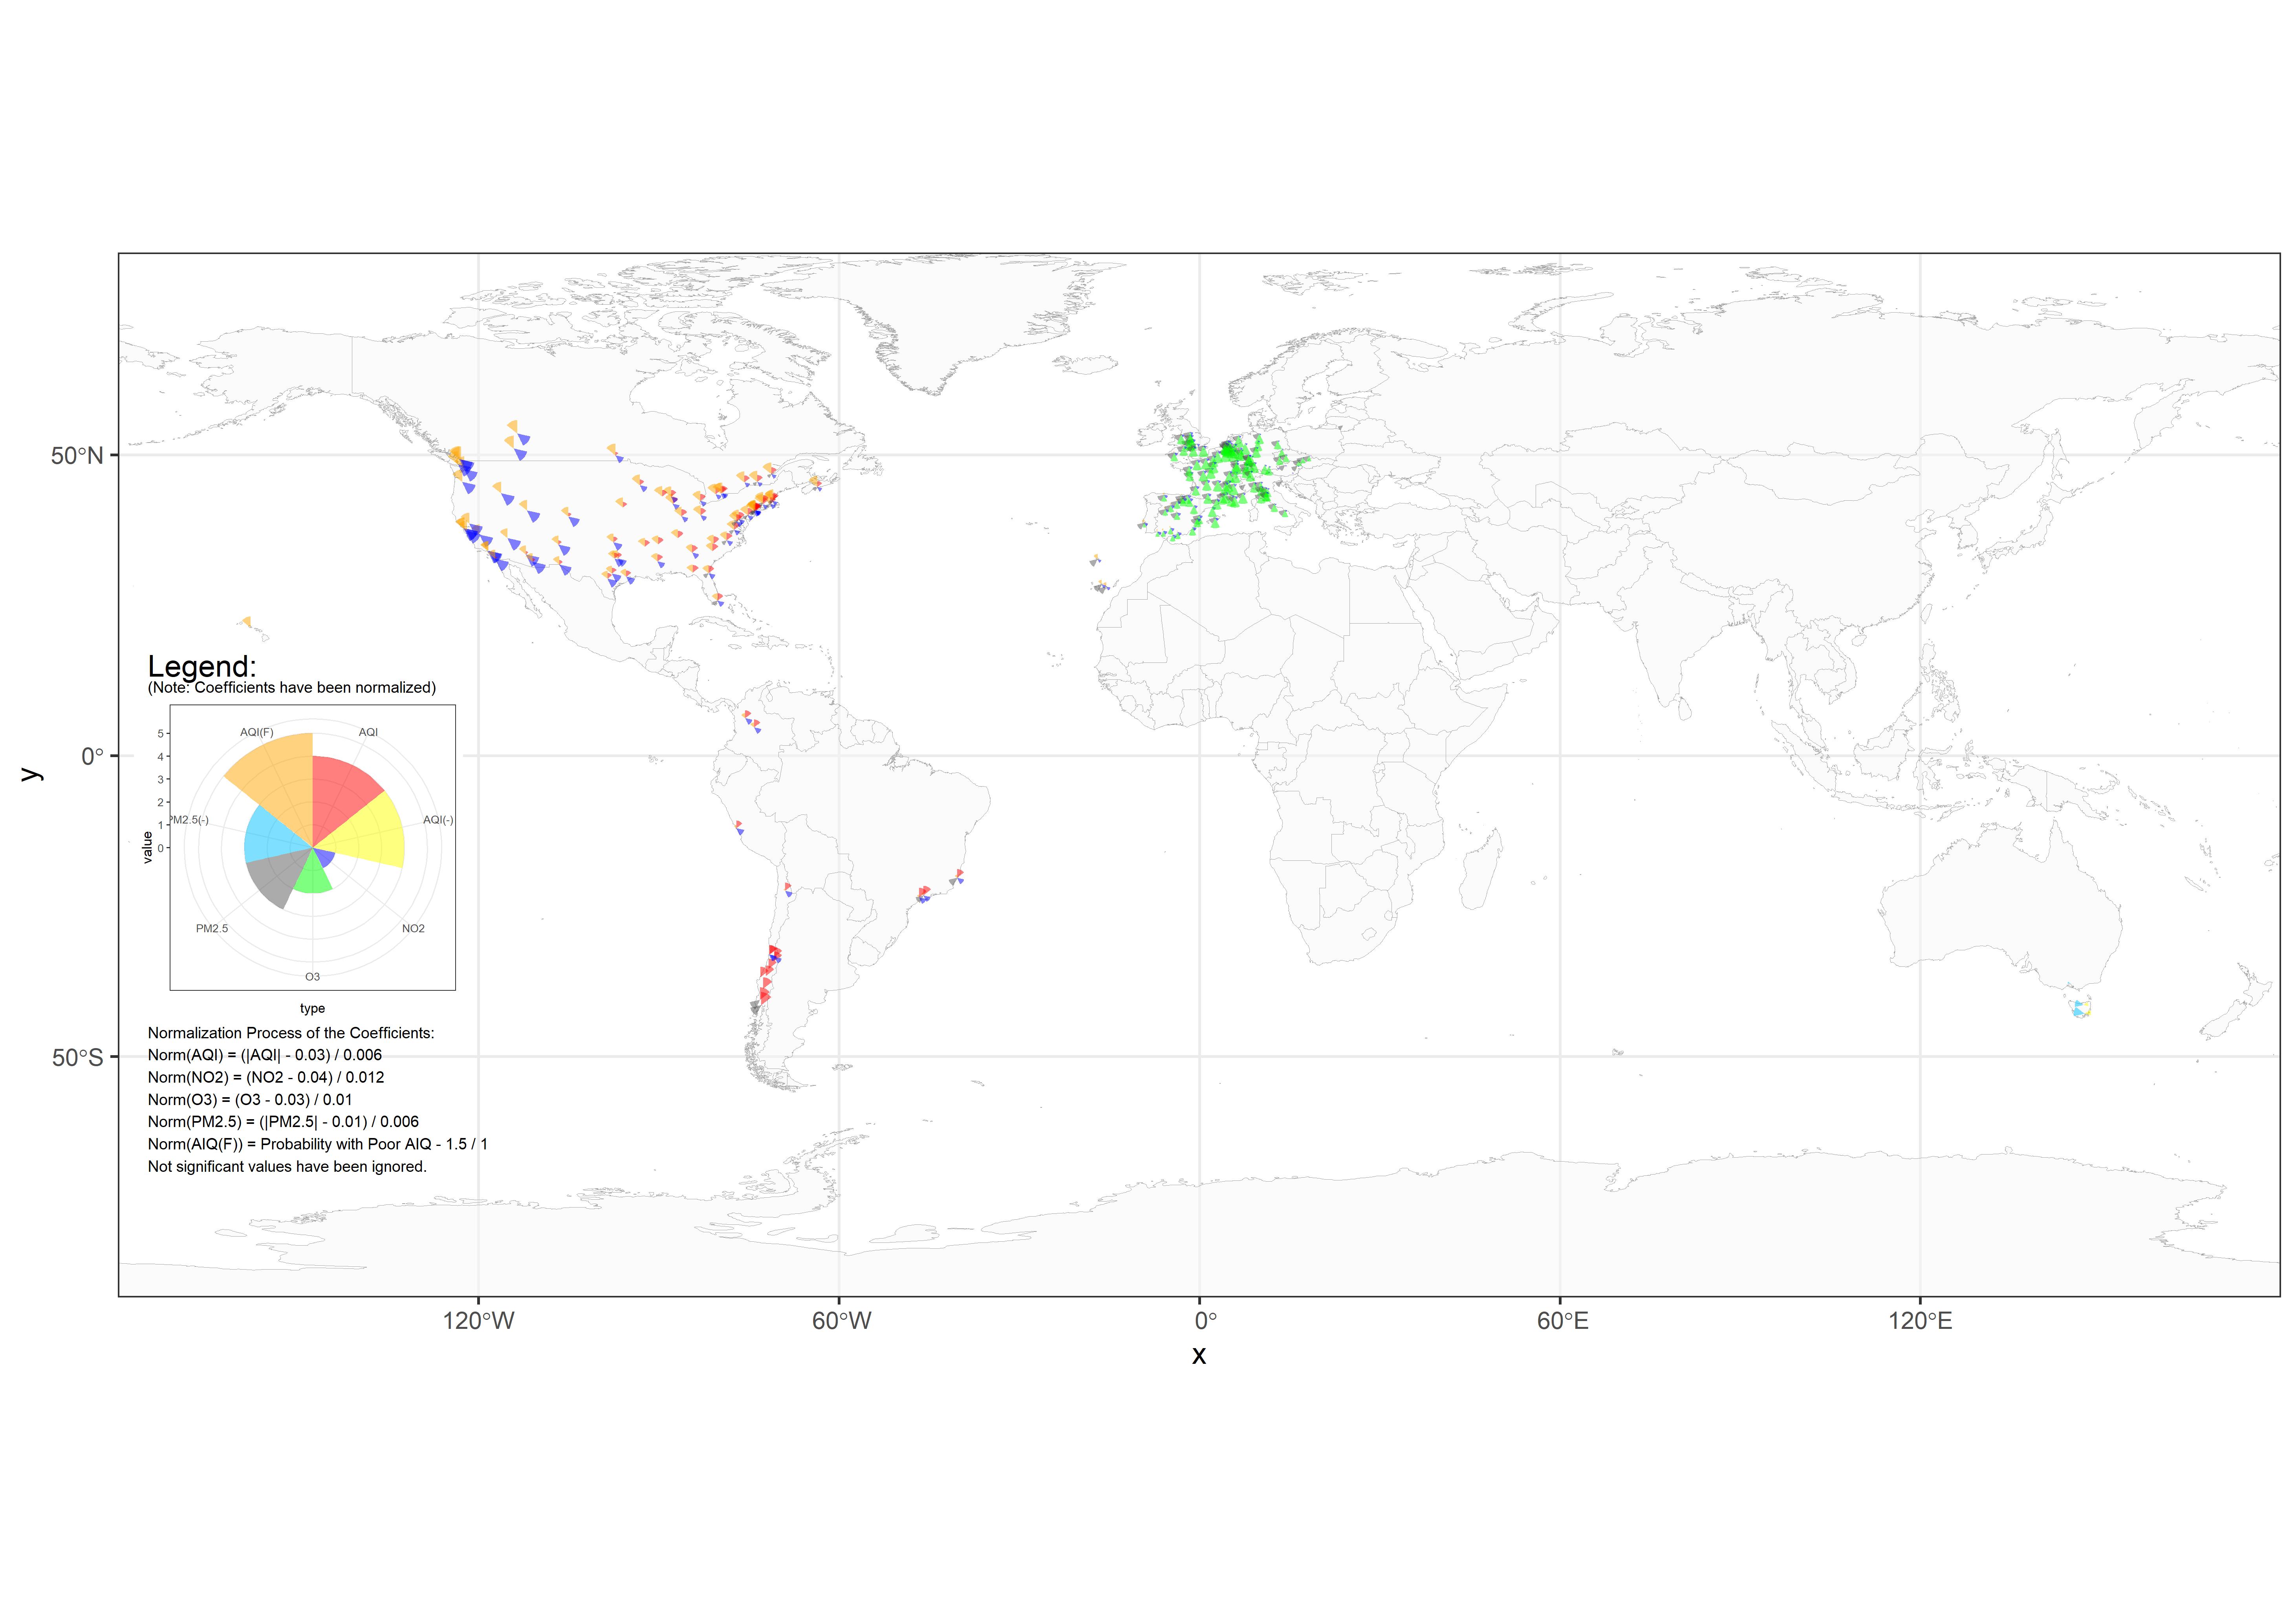 50°N
0°
50°S
y
Legend:
(Note: Coefficients have been normalized)
AQI(F)
AQI
5
4
3
2
1
0
value
PM2.5(-)
AQI(-)
PM2.5
NO2
O3
type
Normalization Process of the Coefficients:
Norm(AQI) = (|AQI| - 0.03) / 0.006
Norm(NO2) = (NO2 - 0.04) / 0.012
Norm(O3) = (O3 - 0.03) / 0.01
Norm(PM2.5) = (|PM2.5| - 0.01) / 0.006
Norm(AIQ(F)) = Probability with Poor AIQ - 1.5 / 1
Not significant values have been ignored.
120°W
60°W
0°
60°E
120°E
x